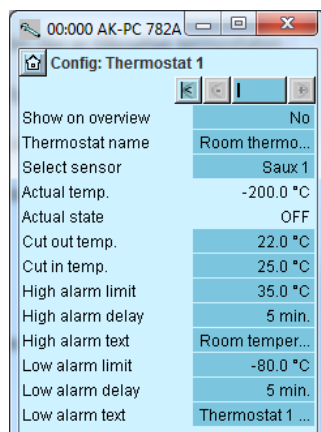 00:000 AK-PC 782A
Config: Thermostat 1
Show on overview No
Thermostat name Room thermo...
Select sensor Saux 1
Actual temp. -200.0 °C
Actual state OFF
Cut out temp. 22.0 °C
Cut in temp. 25.0 °C
High alarm limit 35.0 °C
High alarm delay 5 min.
High alarm text Room temper...
Low alarm limit -80.0 °C
Low alarm delay 5 min.
Low alarm text Thermostat 1 ...